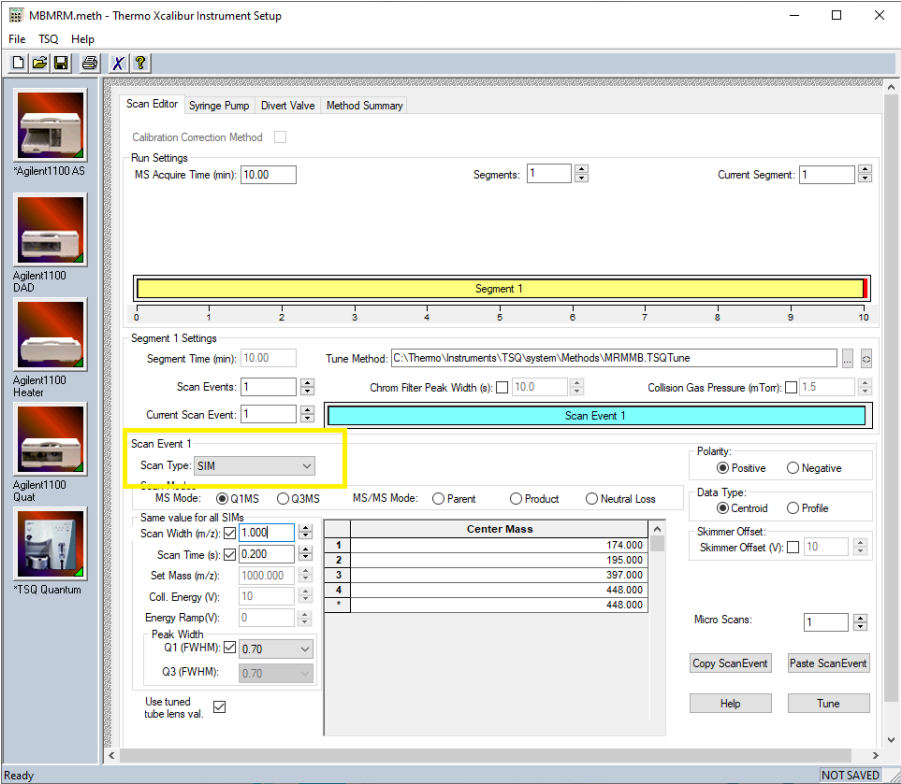 MBMRM.meth - Thermo Xcalibur Instrument Setup
File TSQ Help
*Agilent1100 AS
Agilent1100
DAD
Agilent1100
Heater
Agilent1100
Quat
*TSQ Quantum
Scan Editor Syringe Pump Divert Valve Method Summary
Calibration Correction Method
Run Settings
MS Acquire Time (min): 10.00 Segments: 1 Current Segment: 1
Segment 1
0 1 2 3 4 5 6 7 8 9 10
Segment 1 Settings
Segment Time (min): 10.00 Tune Method: C:\Thermo\Instruments\TSQ\system\Methods\MRMMB.TSQTune ...
Scan Events: 1 Chrom Filter Peak Width (s): 10.0 Collision Gas Pressure (mTorr): 1.5
Current Scan Event: 1 Scan Event 1
Scan Event 1
Scan Type: SIM
MS Mode: Q1MS Q3MS MS/MS Mode: Parent Product Neutral Loss
Same value for all SIMs
Scan Width (m/z): 1.000
Scan Time (s): 0.200
Set Mass (m/z): 1000.000
Coll. Energy (V): 10
Energy Ramp(V): 0
Peak Width
Q1 (FWHM): 0.70
Q3 (FWHM): 0.70
Use tuned
tube lens val.
Center Mass
1 174.000
2 195.000
3 397.000
4 448.000
* 448.000
Polarity:
Positive Negative
Data Type:
Centroid Profile
Skimmer Offset:
Skimmer Offset (V): 10
Micro Scans: 1
Copy ScanEvent Paste ScanEvent
Help Tune
Ready NOT SAVED